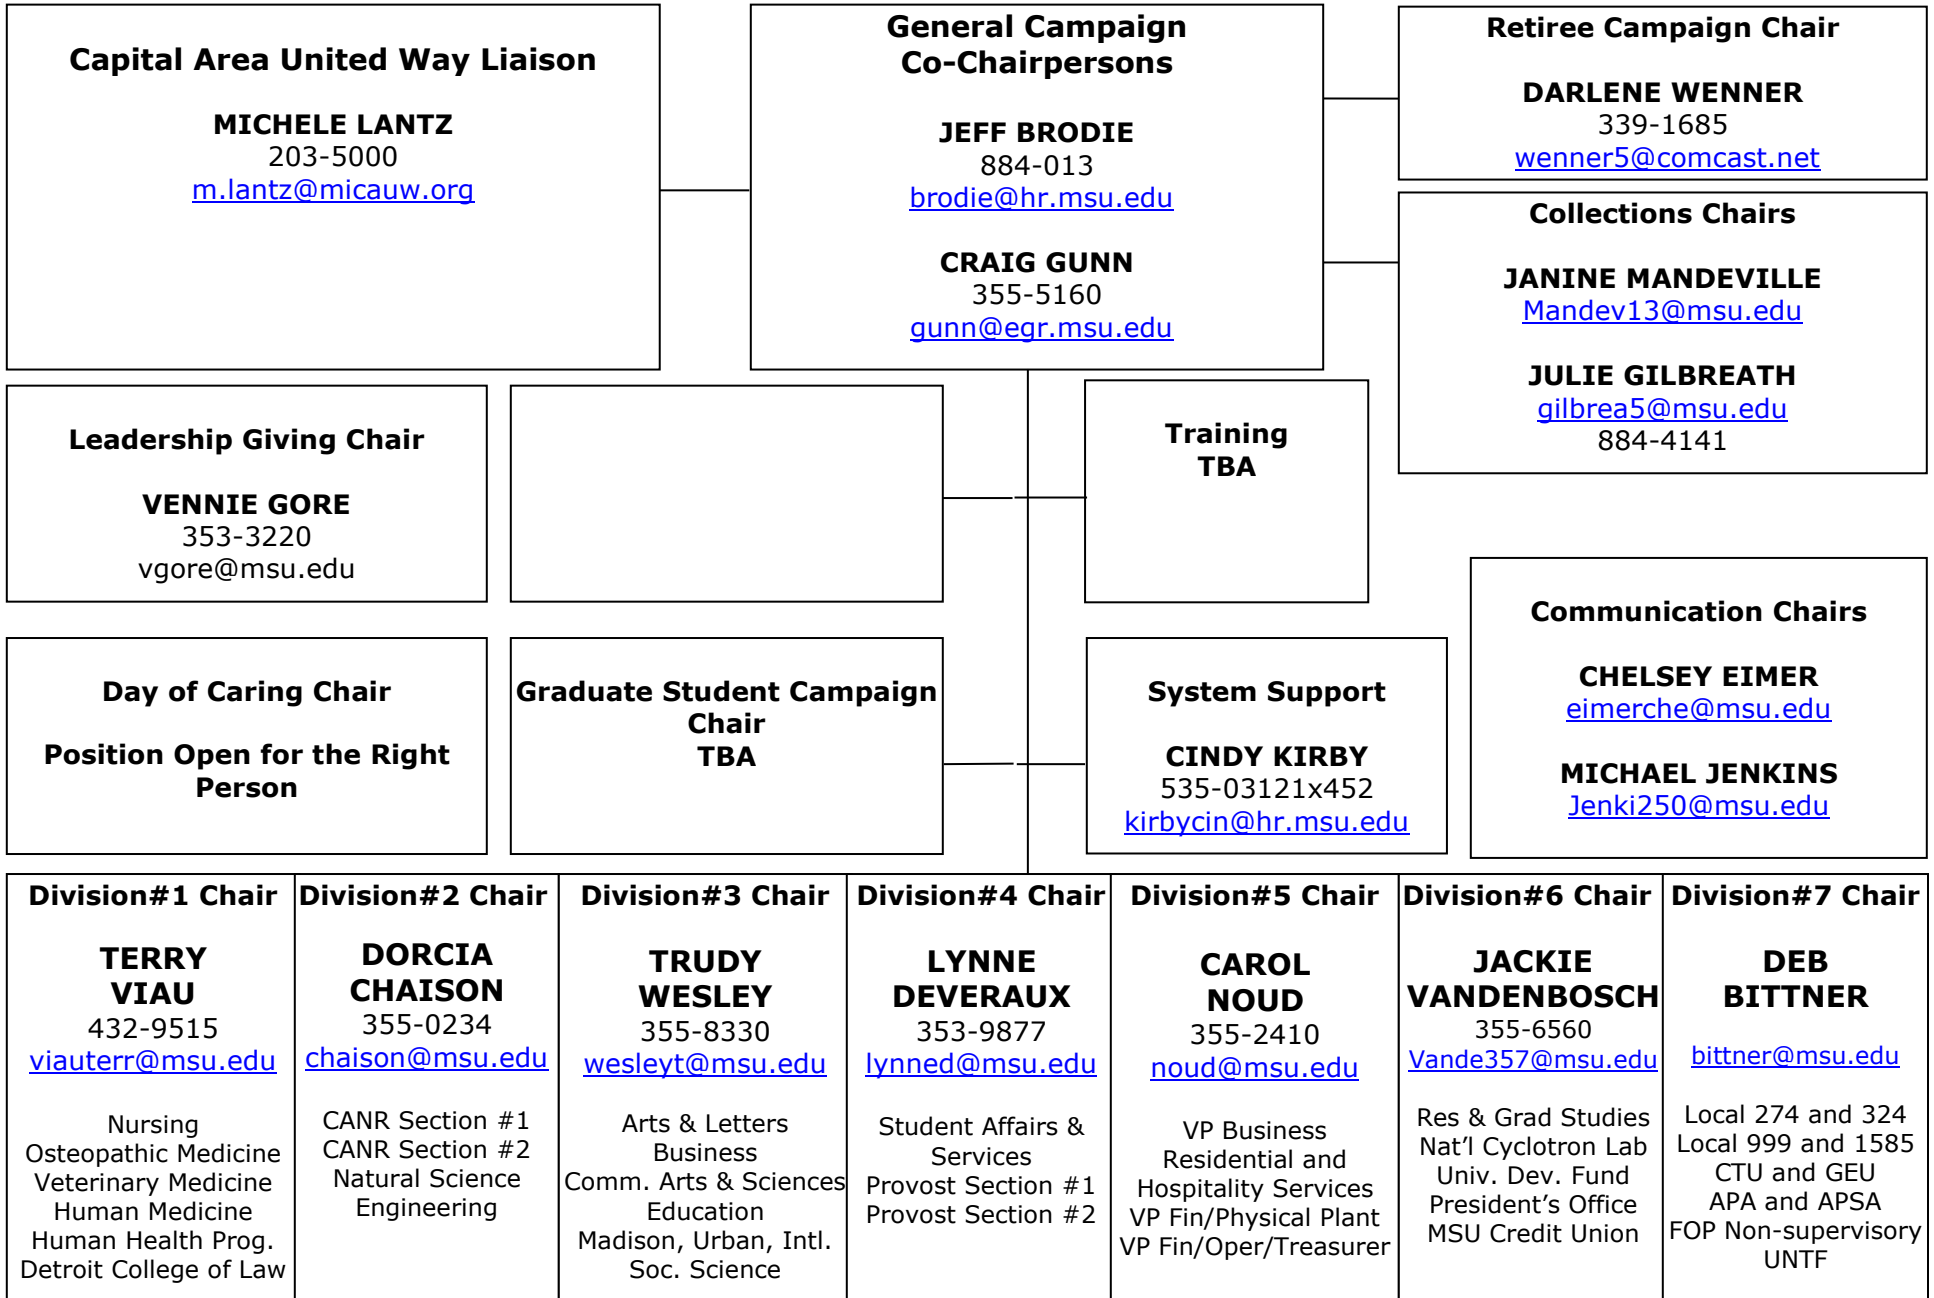 Capital Area United Way Liaison
MICHELE LANTZ
203-5000
m.lantz@micauw.org
General Campaign
Co-Chairpersons
JEFF BRODIE
884-013
brodie@hr.msu.edu
CRAIG GUNN
355-5160
gunn@egr.msu.edu
Retiree Campaign Chair
DARLENE WENNER
339-1685
wenner5@comcast.net
Collections Chairs
JANINE MANDEVILLE
Mandev13@msu.edu
JULIE GILBREATH
gilbrea5@msu.edu
884-4141
Leadership Giving Chair
VENNIE GORE
353-3220
vgore@msu.edu
Training
TBA
Communication Chairs
CHELSEY EIMER
eimerche@msu.edu
MICHAEL JENKINS
Jenki250@msu.edu
Day of Caring Chair
Position Open for the Right
Person
Graduate Student Campaign
Chair
TBA
System Support
CINDY KIRBY
535-03121x452
kirbycin@hr.msu.edu
Division#1 Chair
TERRY
VIAU
432-9515
viauterr@msu.edu
Nursing
Osteopathic Medicine
Veterinary Medicine
Human Medicine
Human Health Prog.
Detroit College of Law
Division#2 Chair
DORCIA
CHAISON
355-0234
chaison@msu.edu
CANR Section #1
CANR Section #2
Natural Science
Engineering
Division#3 Chair
TRUDY
WESLEY
355-8330
wesleyt@msu.edu
Arts & Letters
Business
Comm. Arts & Sciences
Education
Madison, Urban, Intl.
Soc. Science
Division#4 Chair
LYNNE
DEVERAUX
353-9877
lynned@msu.edu
Student Affairs &
Services
Provost Section #1
Provost Section #2
Division#5 Chair
CAROL
NOUD
355-2410
noud@msu.edu
VP Business
Residential and
Hospitality Services
VP Fin/Physical Plant
VP Fin/Oper/Treasurer
Division#6 Chair
JACKIE
VANDENBOSCH
355-6560
Vande357@msu.edu
Res & Grad Studies
Nat’l Cyclotron Lab
Univ. Dev. Fund
President’s Office
MSU Credit Union
Division#7 Chair
DEB
BITTNER
bittner@msu.edu
Local 274 and 324
Local 999 and 1585
CTU and GEU
APA and APSA
FOP Non-supervisory
UNTF